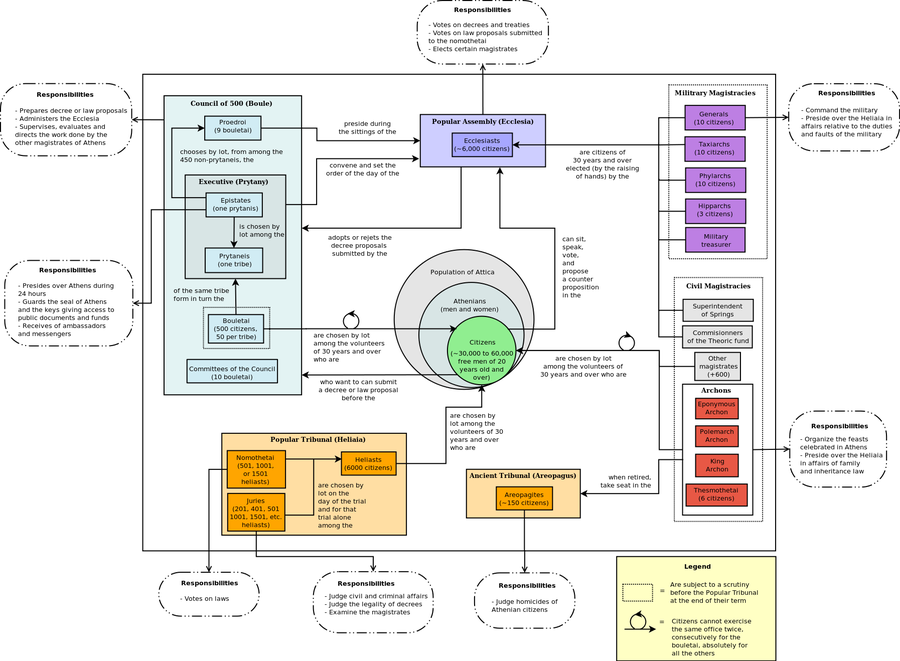 Responsibilities
- Votes on decrees and treaties
- Votes on law proposals submitted
to the nomothetai
- Elects certain magistrates
Responsibilities
- Prepares decree or law proposals
- Administers the Ecclesia
- Supervises, evaluates and
directs the work done by the
other magistrates of Athens
Council of 500 (Boule)
Proedroi
(9 bouletai)
chooses by lot, from among the
450 non-prytaneis, the
Executive (Prytany)
Epistates
(one prytanis)
is chosen by
lot among the
Prytaneis
(one tribe)
of the same tribe
form in turn the
Bouletai
(500 citizens,
50 per tribe)
Committees of the Council
(10 bouletai)
preside during
the sittings of the
convene and set the
order of the day of the
Popular Assembly (Ecclesia)
Ecclesiasts
(~6,000 citizens)
adopts or rejets the
decree proposals
submitted by the
are citizens of
30 years and over
elected (by the raising
of hands) by the
can sit,
speak,
vote,
and
propose
a counter
proposition
in the
Military Magistracies
Generals
(10 citizens)
Taxiarchs
(10 citizens)
Phylarchs
(10 citizens)
Hipparchs
(3 citizens)
Military
treasurer
Responsibilities
- Command the military
- Preside over the Heliaia in
affairs relative to the duties
and faults of the military
Responsibilities
- Presides over Athens during
24 hours
- Guards the seal of Athens
and the keys giving access to
public documents and funds
- Receives of ambassadors
and messengers
Population of Attica
Athenians
(men and women)
Citizens
(~30,000 to 60,000
free men of 20
years old and
over)
are chosen by lot
among the volunteers
of 30 years and over
who are
who want to can submit
a decree or law proposal
before the
are chosen by lot
among the volunteers of
30 years and over who are
are chosen by
lot among the
volunteers of 30
years and over
who are
Civil Magistracies
Superintendent
of Springs
Commisionners
of the Theoric fund
Other
magistrates
(+600)
Archons
Eponymous
Archon
Polemarch
Archon
King
Archon
Thesmothetai
(6 citizens)
Responsibilities
- Organize the feasts
celebrated in Athens
- Preside over the Heliaia
in affairs of family
and inheritance law
Popular Tribunal (Heliaia)
Nomothetai
(501, 1001,
or 1501
heliasts)
Heliasts
(6000 citizens)
Juries
(201, 401, 501
1001, 1501, etc.
heliasts)
are chosen by
lot on the
day of the trial
and for that
trial alone
among the
Ancient Tribunal (Areopagus)
Areopagites
(~150 citizens)
when retired,
take seat in the
Responsibilities
- Votes on laws
Responsibilities
- Judge civil and criminal affairs
- Judge the legality of decrees
- Examine the magistrates
Responsibilities
- Judge homicides of
Athenian citizens
Legend
= Are subject to a scrutiny
before the Popular Tribunal
at the end of their term
= Citizens cannot exercise
the same office twice,
consecutively for the
bouletai, absolutely for
all the others